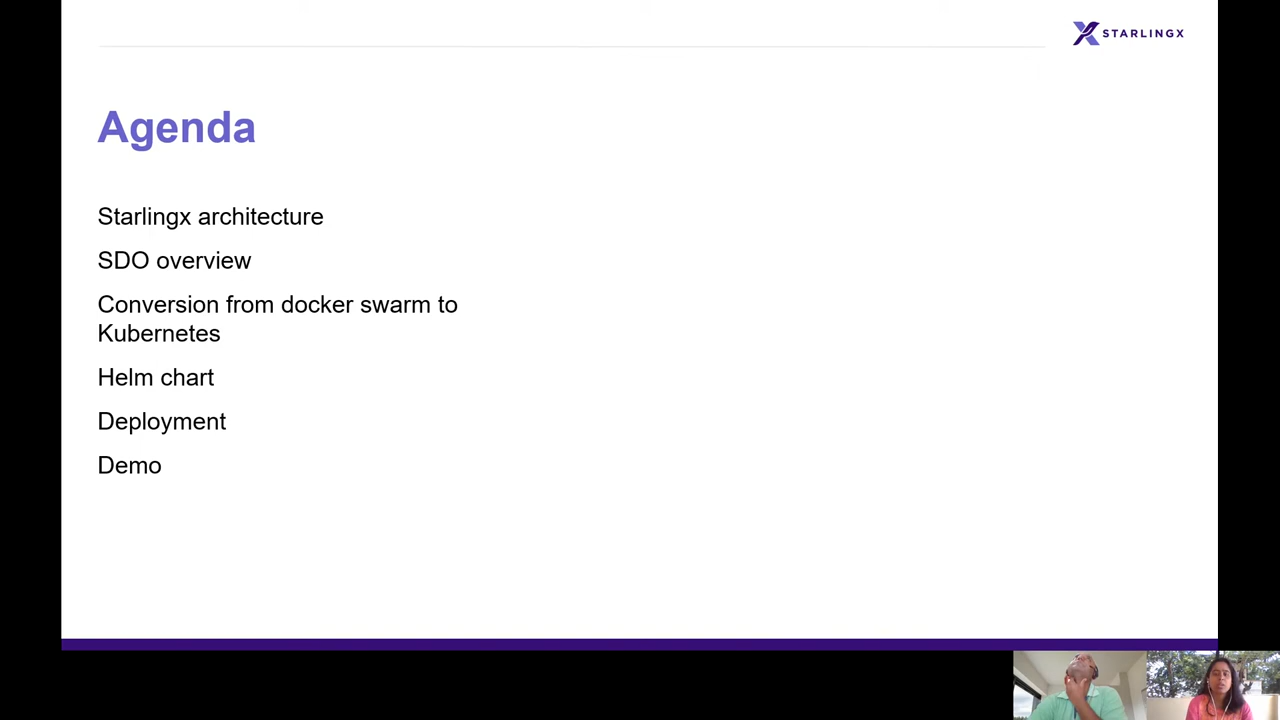 STARLINGX
Agenda
Starlingx architecture
SDO overview
Conversion from docker swarm to
Kubernetes
Helm chart
Deployment
Demo